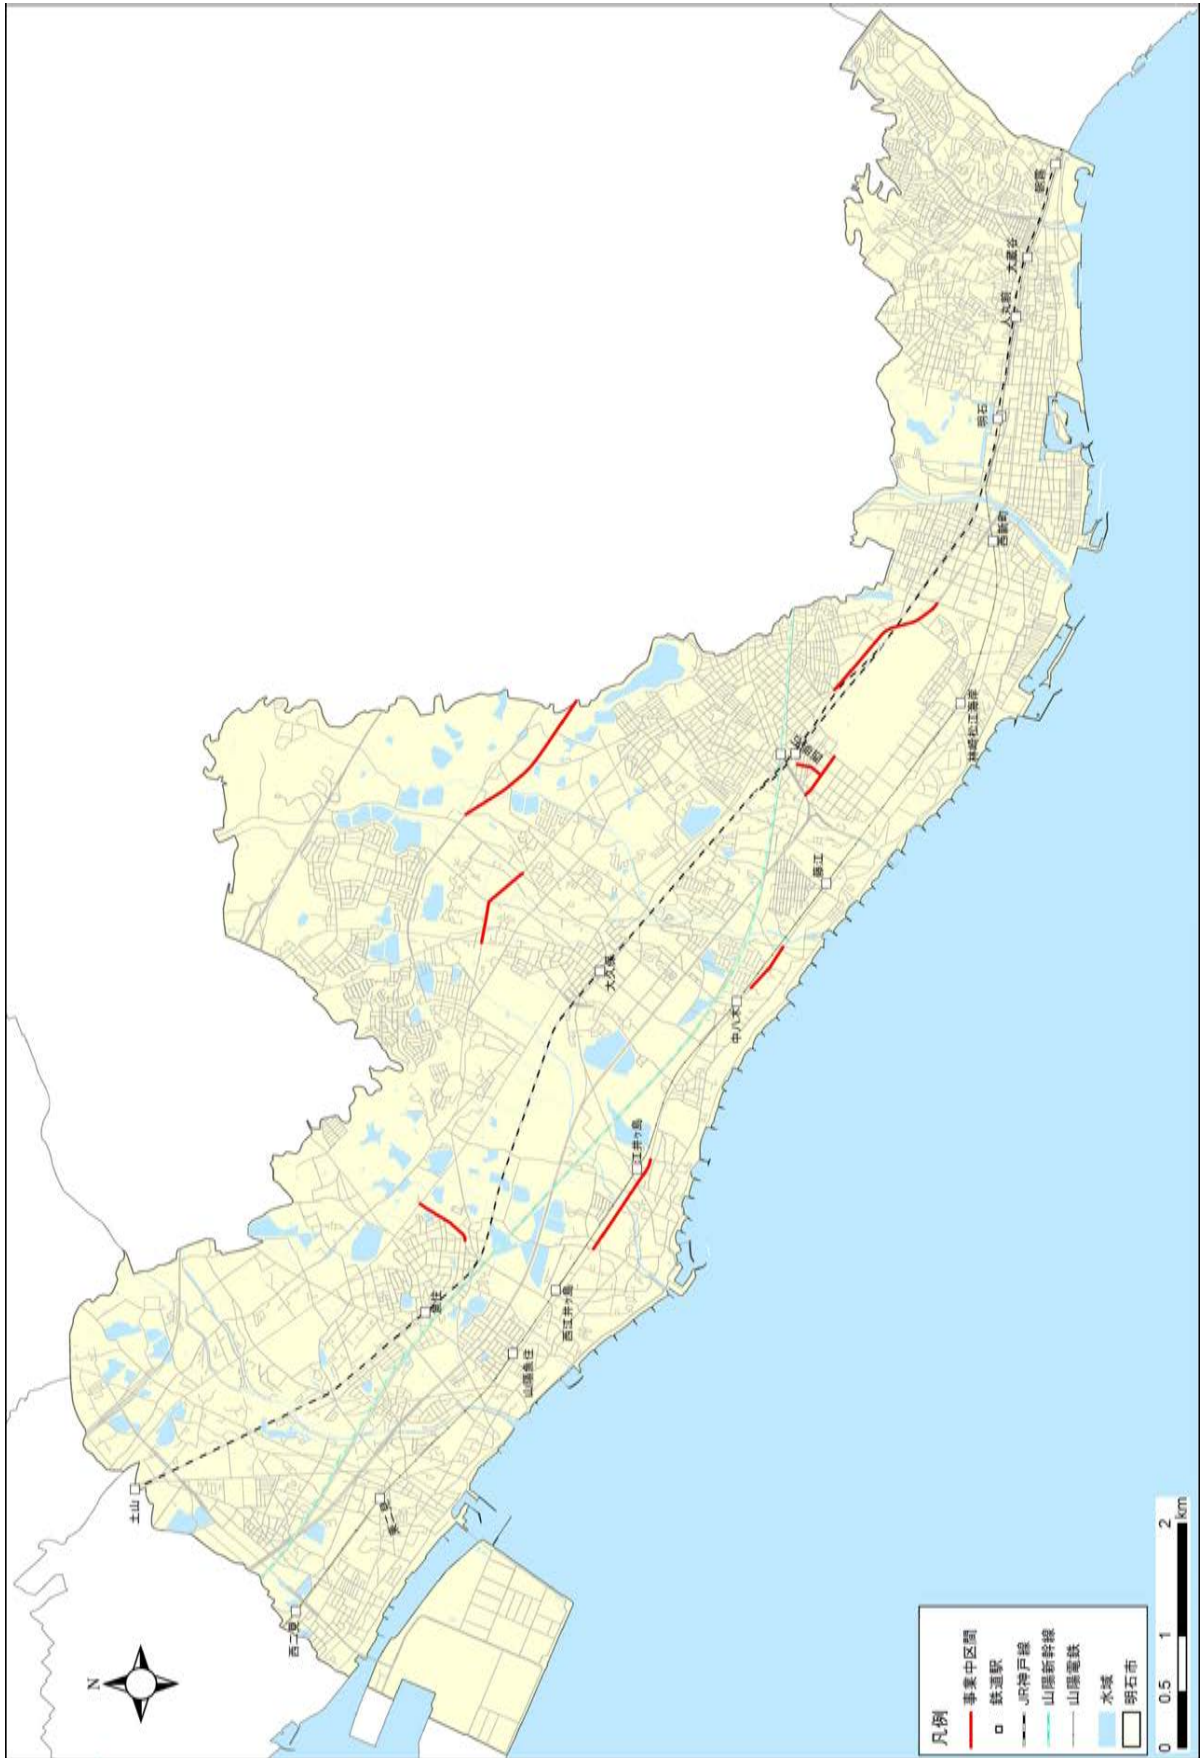 N
土山
西二見
東二見
魚住
山陽魚住
西江井ヶ島
江井ヶ島
大久保
中八木
藤江
西明石
林崎松江海岸
西新町
明石
人丸前
大蔵谷
朝霧
凡例
事業中区間
鉄道駅
JR神戸線
山陽新幹線
山陽電鉄
水域
明石市
0 0.5 1 2
km